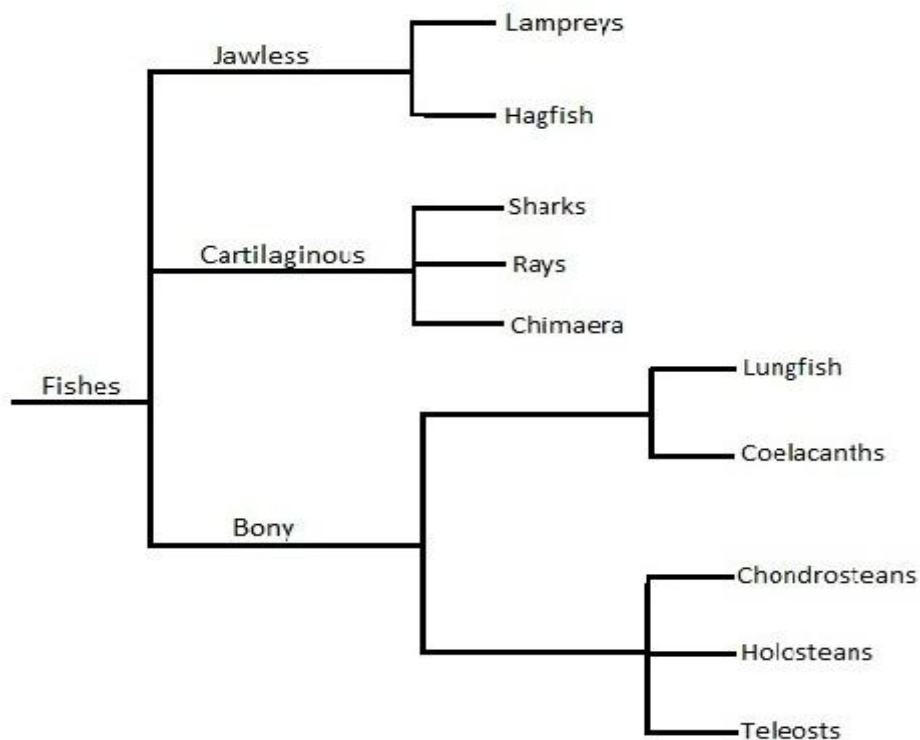 Lampreys
Jawless
Hagfish
Sharks
Cartilaginous
Rays
Chimaera
Lungfish
Fishes
Coelacanths
Bony
Chondrosteans
Holosteans
Teleosts